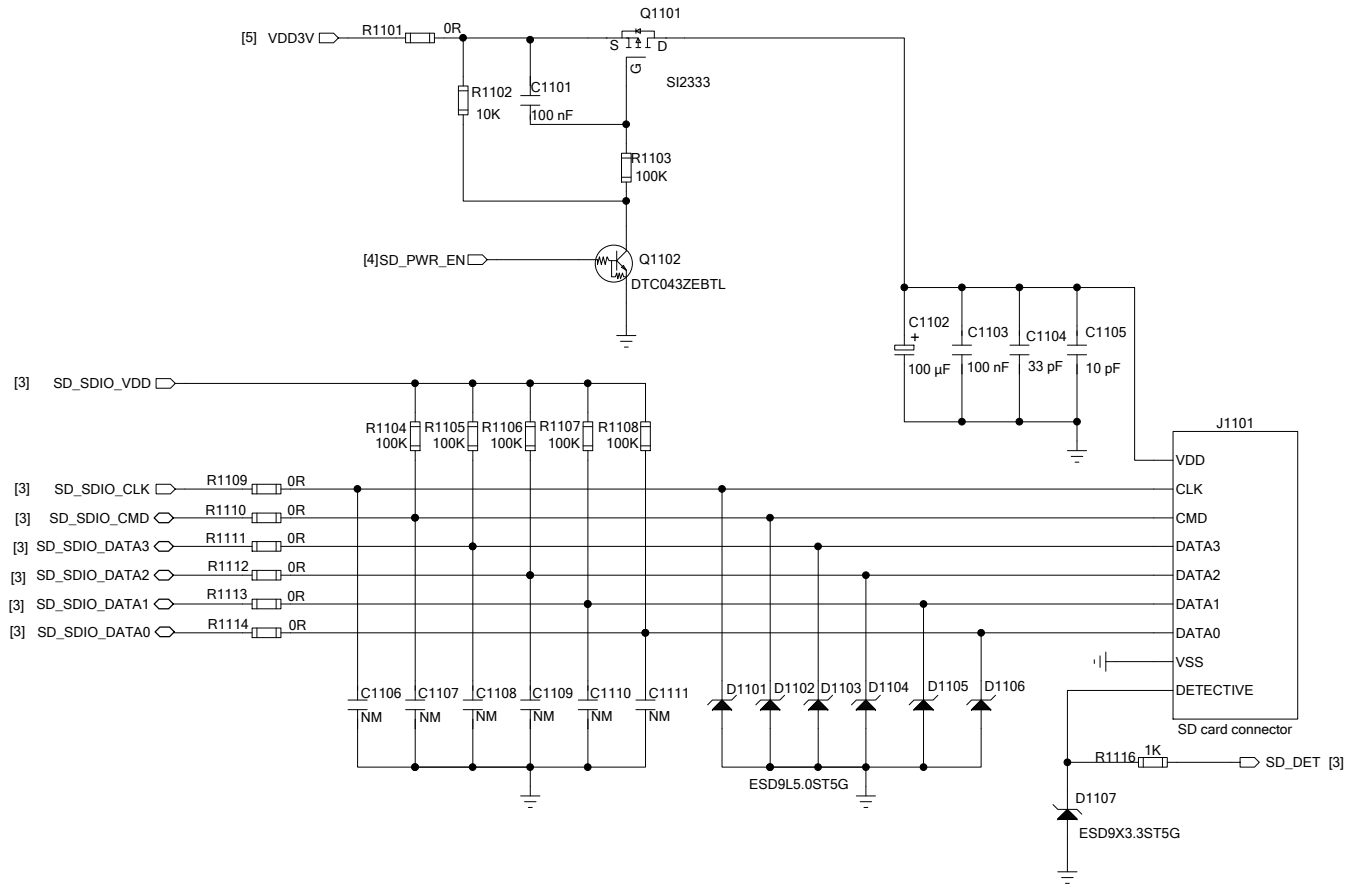 Q1101
[5] VDD3V R1101 0R
S D
G
SI2333
R1102
10K
C1101
100 nF
R1103
100K
[4]SD_PWR_EN
Q1102
DTC043ZEBTL
C1102 + C1103 C1104 C1105
100 µF 100 nF 33 pF 10 pF
[3] SD_SDIO_VDD
R1104 R1105 R1106 R1107 R1108
100K 100K 100K 100K 100K
J1101
VDD
[3] SD_SDIO_CLK R1109 0R CLK
[3] SD_SDIO_CMD R1110 0R CMD
[3] SD_SDIO_DATA3 R1111 0R DATA3
[3] SD_SDIO_DATA2 R1112 0R DATA2
[3] SD_SDIO_DATA1 R1113 0R DATA1
[3] SD_SDIO_DATA0 R1114 0R DATA0
VSS
DETECTIVE
C1106 C1107 C1108 C1109 C1110 C1111
NM NM NM NM NM NM
D1101 D1102 D1103 D1104 D1105 D1106
ESD9L5.0ST5G
SD card connector
R1116 1K SD_DET [3]
D1107
ESD9X3.3ST5G